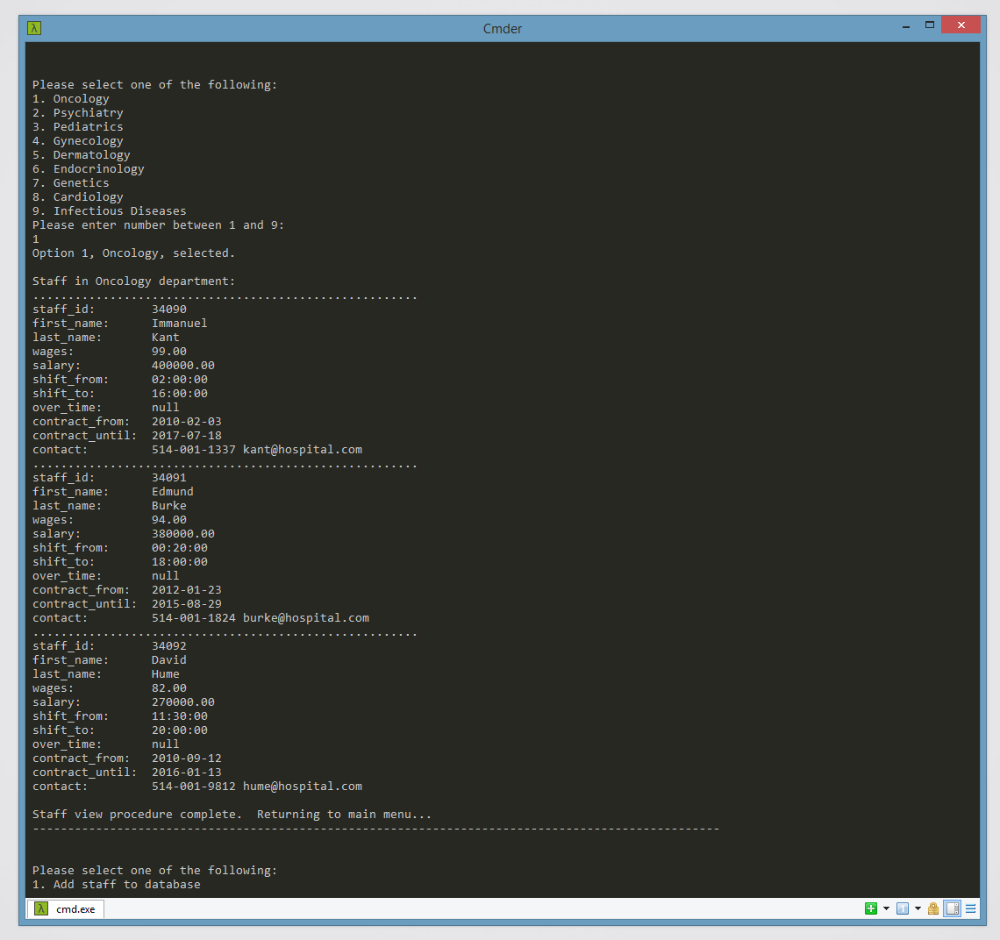 Cmder
Please select one of the following:
1. Oncology
2. Psychiatry
3. Pediatrics
4. Gynecology
5. Dermatology
6. Endocrinology
7. Genetics
8. Cardiology
9. Infectious Diseases
Please enter number between 1 and 9:
1
Option 1, Oncology, selected.
Staff in Oncology department:
.......................................................
staff_id: 34090
first_name: Immanuel
last_name: Kant
wages: 99.00
salary: 400000.00
shift_from: 02:00:00
shift_to: 16:00:00
over_time: null
contract_from: 2010-02-03
contract_until: 2017-07-18
contact: 514-001-1337 kant@hospital.com
.......................................................
staff_id: 34091
first_name: Edmund
last_name: Burke
wages: 94.00
salary: 380000.00
shift_from: 00:20:00
shift_to: 18:00:00
over_time: null
contract_from: 2012-01-23
contract_until: 2015-08-29
contact: 514-001-1824 burke@hospital.com
.......................................................
staff_id: 34092
first_name: David
last_name: Hume
wages: 82.00
salary: 270000.00
shift_from: 11:30:00
shift_to: 20:00:00
over_time: null
contract_from: 2010-09-12
contract_until: 2016-01-13
contact: 514-001-9812 hume@hospital.com
Staff view procedure complete.  Returning to main menu...
--------------------------------------------------------------------------------------------------
Please select one of the following:
1. Add staff to database
λ cmd.exe